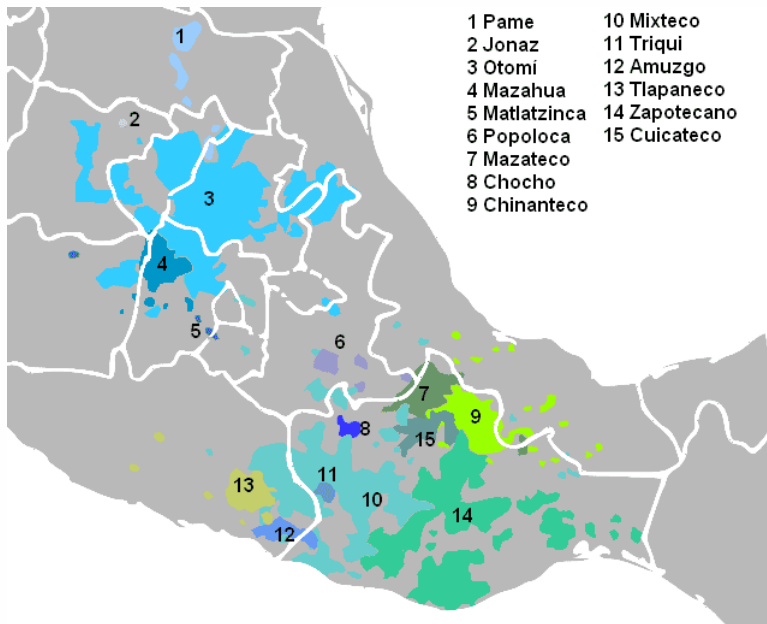 1 Pame
2 Jonaz
3 Otomí
4 Mazahua
5 Matlatzinca
6 Popoloca
7 Mazateco
8 Chocho
9 Chinanteco
10 Mixteco
11 Triqui
12 Amuzgo
13 Tlapaneco
14 Zapotecano
15 Cuicateco
1
2
3
4
5
6
7
8
9
15
11
10
13
14
12